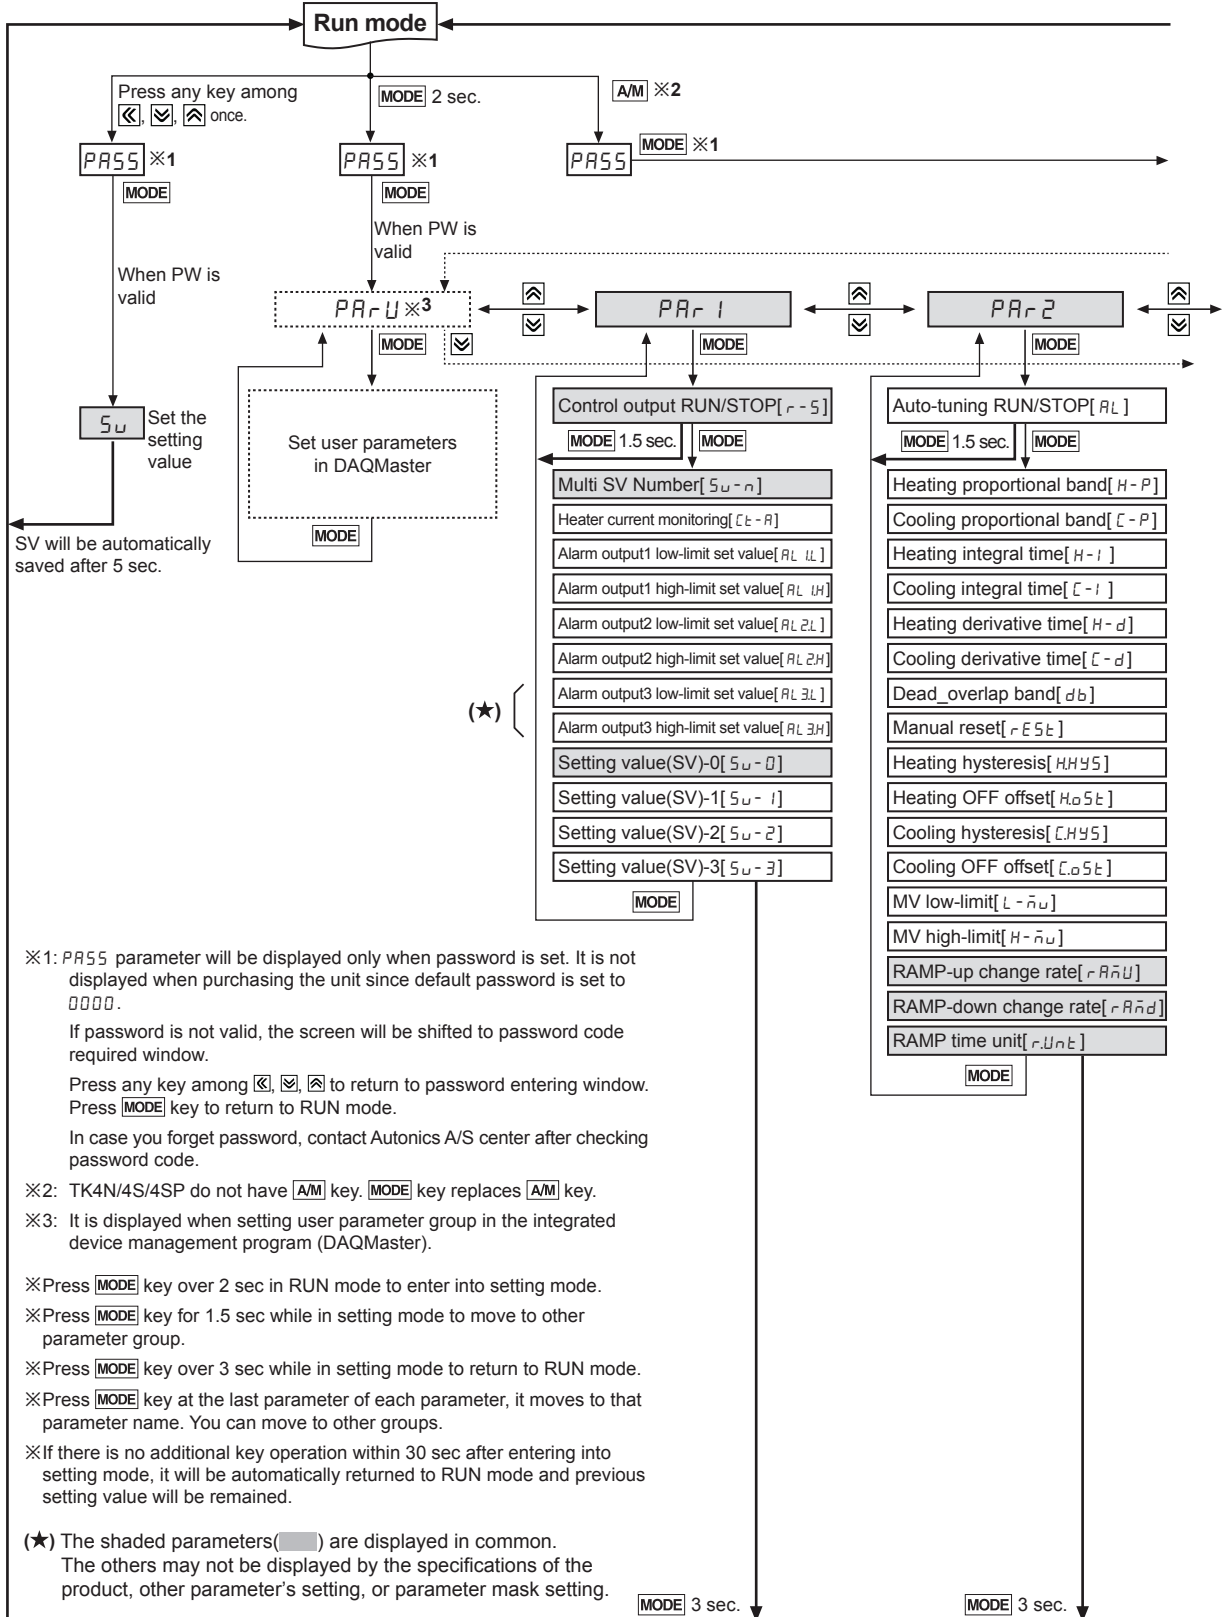 Run mode
Press any key among
«, ⌄, ⌃ once.
MODE 2 sec.
A/M ※2
PASS ※1
PASS ※1
PASS
MODE ※1
MODE
MODE
When PW is
valid
When PW is
valid
PArU ※3
PAr1
PAr2
MODE
MODE
MODE
Su
Set the
setting
value
SV will be automatically
saved after 5 sec.
Set user parameters
in DAQMaster
MODE
Control output RUN/STOP[r-S]
MODE 1.5 sec.
MODE
Multi SV Number[Su-n]
Heater current monitoring[Ct-A]
Alarm output1 low-limit set value[AL1.L]
Alarm output1 high-limit set value[AL1.H]
Alarm output2 low-limit set value[AL2.L]
Alarm output2 high-limit set value[AL2.H]
(★)
Alarm output3 low-limit set value[AL3.L]
Alarm output3 high-limit set value[AL3.H]
Setting value(SV)-0[Su-0]
Setting value(SV)-1[Su-1]
Setting value(SV)-2[Su-2]
Setting value(SV)-3[Su-3]
MODE
Auto-tuning RUN/STOP[AL]
MODE 1.5 sec.
MODE
Heating proportional band[H-P]
Cooling proportional band[C-P]
Heating integral time[H-I]
Cooling integral time[C-I]
Heating derivative time[H-d]
Cooling derivative time[C-d]
Dead_overlap band[db]
Manual reset[rESt]
Heating hysteresis[H.HYS]
Heating OFF offset[H.oSt]
Cooling hysteresis[C.HYS]
Cooling OFF offset[C.oSt]
MV low-limit[L-n̄u]
MV high-limit[H-n̄u]
RAMP-up change rate[rAn̄U]
RAMP-down change rate[rAn̄d]
RAMP time unit[r.Unt]
MODE
※1: PASS parameter will be displayed only when password is set. It is not
displayed when purchasing the unit since default password is set to
0000.
If password is not valid, the screen will be shifted to password code
required window.
Press any key among «, ⌄, ⌃ to return to password entering window.
Press MODE key to return to RUN mode.
In case you forget password, contact Autonics A/S center after checking
password code.
※2: TK4N/4S/4SP do not have A/M key. MODE key replaces A/M key.
※3: It is displayed when setting user parameter group in the integrated
device management program (DAQMaster).
※Press MODE key over 2 sec in RUN mode to enter into setting mode.
※Press MODE key for 1.5 sec while in setting mode to move to other
parameter group.
※Press MODE key over 3 sec while in setting mode to return to RUN mode.
※Press MODE key at the last parameter of each parameter, it moves to that
parameter name. You can move to other groups.
※If there is no additional key operation within 30 sec after entering into
setting mode, it will be automatically returned to RUN mode and previous
setting value will be remained.
(★) The shaded parameters( ) are displayed in common.
The others may not be displayed by the specifications of the
product, other parameter's setting, or parameter mask setting.
MODE 3 sec.
MODE 3 sec.